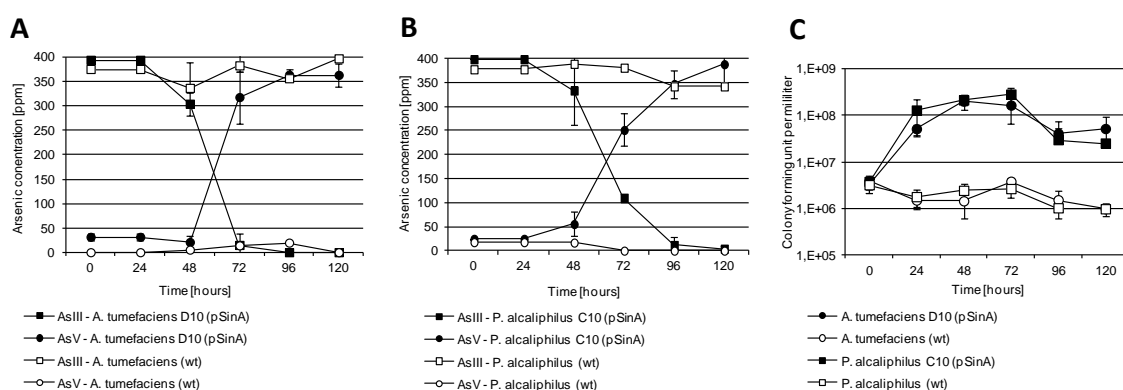 A
Arsenic concentration [ppm]
400
350
300
250
200
150
100
50
0
0 24 48 72 96 120
Time [hours]
AsIII - A. tumefaciens D10 (pSinA)
AsV - A. tumefaciens D10 (pSinA)
AsIII - A. tumefaciens (wt)
AsV - A. tumefaciens (wt)
B
Arsenic concentration [ppm]
400
350
300
250
200
150
100
50
0
0 24 48 72 96 120
Time [hours]
AsIII - P. alcaliphilus C10 (pSinA)
AsV - P. alcaliphilus C10 (pSinA)
AsIII - P. alcaliphilus (wt)
AsV - P. alcaliphilus (wt)
C
Colony forming unit per mililiter
1,E+09
1,E+08
1,E+07
1,E+06
1,E+05
0 24 48 72 96 120
Time [hours]
A. tumefaciens D10 (pSinA)
A. tumefaciens (wt)
P. alcaliphilus C10 (pSinA)
P. alcaliphilus (wt)